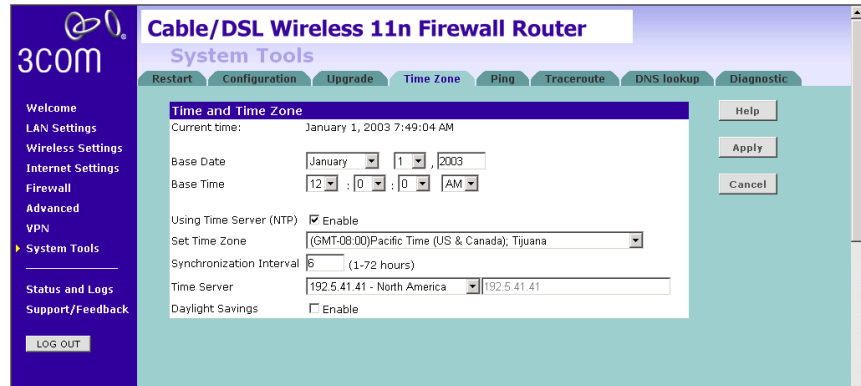 3COM
Cable/DSL Wireless 11n Firewall Router
System Tools
Restart Configuration Upgrade Time Zone Ping Traceroute DNS lookup Diagnostic
Welcome
LAN Settings
Wireless Settings
Internet Settings
Firewall
Advanced
VPN
System Tools
Status and Logs
Support/Feedback
LOG OUT
Time and Time Zone
Current time: January 1, 2003 7:49:04 AM
Base Date January 1 , 2003
Base Time 12 : 0 : 0 AM
Using Time Server (NTP) Enable
Set Time Zone (GMT-08:00)Pacific Time (US & Canada); Tijuana
Synchronization Interval 6 (1-72 hours)
Time Server 192.5.41.41 - North America 192.5.41.41
Daylight Savings Enable
Help
Apply
Cancel